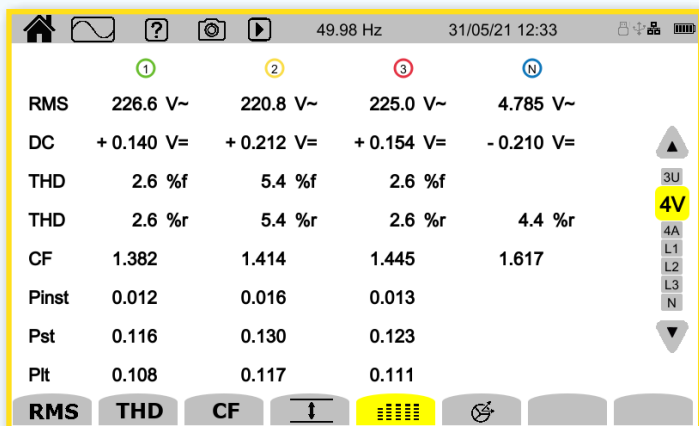 ? 49.98 Hz 31/05/21 12:33
1 2 3 N
RMS 226.6 V~ 220.8 V~ 225.0 V~ 4.785 V~
DC + 0.140 V= + 0.212 V= + 0.154 V= - 0.210 V=
THD 2.6 %f 5.4 %f 2.6 %f
THD 2.6 %r 5.4 %r 2.6 %r 4.4 %r
CF 1.382 1.414 1.445 1.617
Pinst 0.012 0.016 0.013
Pst 0.116 0.130 0.123
Plt 0.108 0.117 0.111
3U
4V
4A
L1
L2
L3
N
RMS THD CF